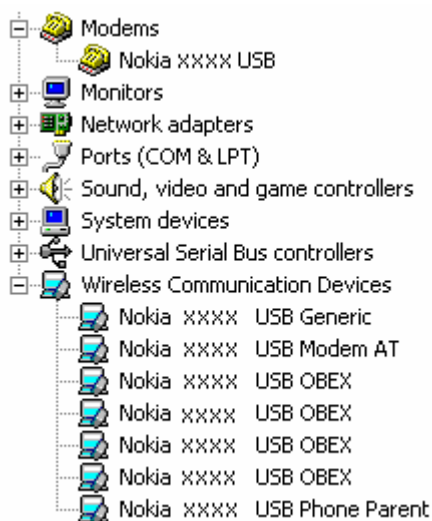 Modems
Nokia xxxx USB
Monitors
Network adapters
Ports (COM & LPT)
Sound, video and game controllers
System devices
Universal Serial Bus controllers
Wireless Communication Devices
Nokia xxxx USB Generic
Nokia xxxx USB Modem AT
Nokia xxxx USB OBEX
Nokia xxxx USB OBEX
Nokia xxxx USB OBEX
Nokia xxxx USB OBEX
Nokia xxxx USB Phone Parent